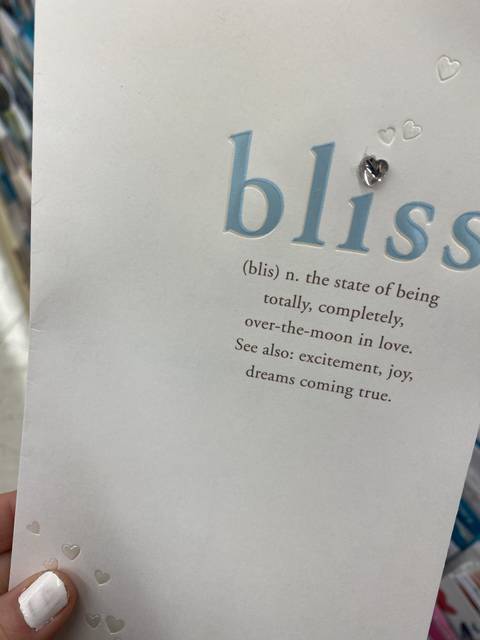 bliss
(blis) n. the state of being
totally, completely,
over-the-moon in love.
See also: excitement, joy,
dreams coming true.